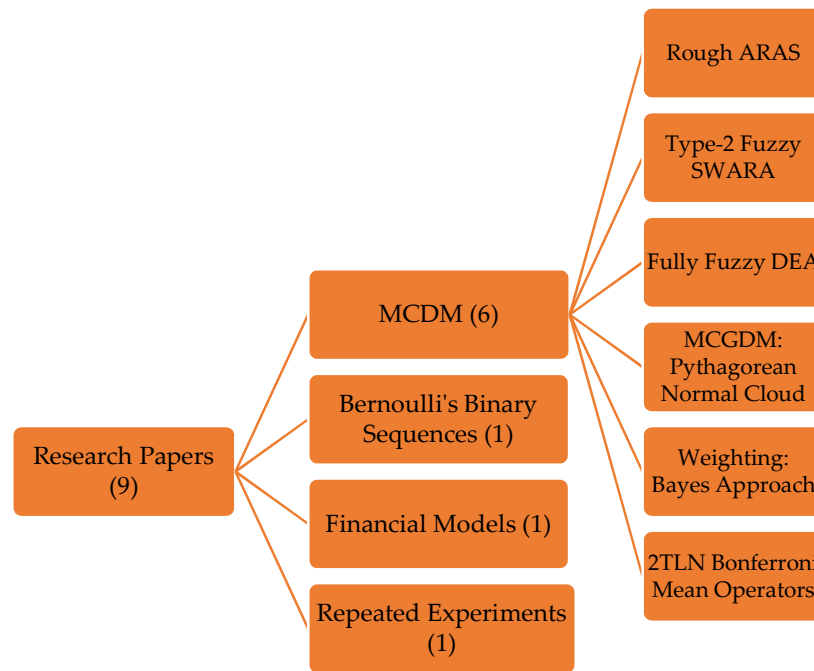 Research Papers
(9)
MCDM (6)
Bernoulli's Binary
Sequences (1)
Financial Models (1)
Repeated Experiments
(1)
Rough ARAS
Type-2 Fuzzy
SWARA
Fully Fuzzy DEA
MCGDM:
Pythagorean
Normal Cloud
Weighting:
Bayes Approach
2TLN Bonferroni
Mean Operators